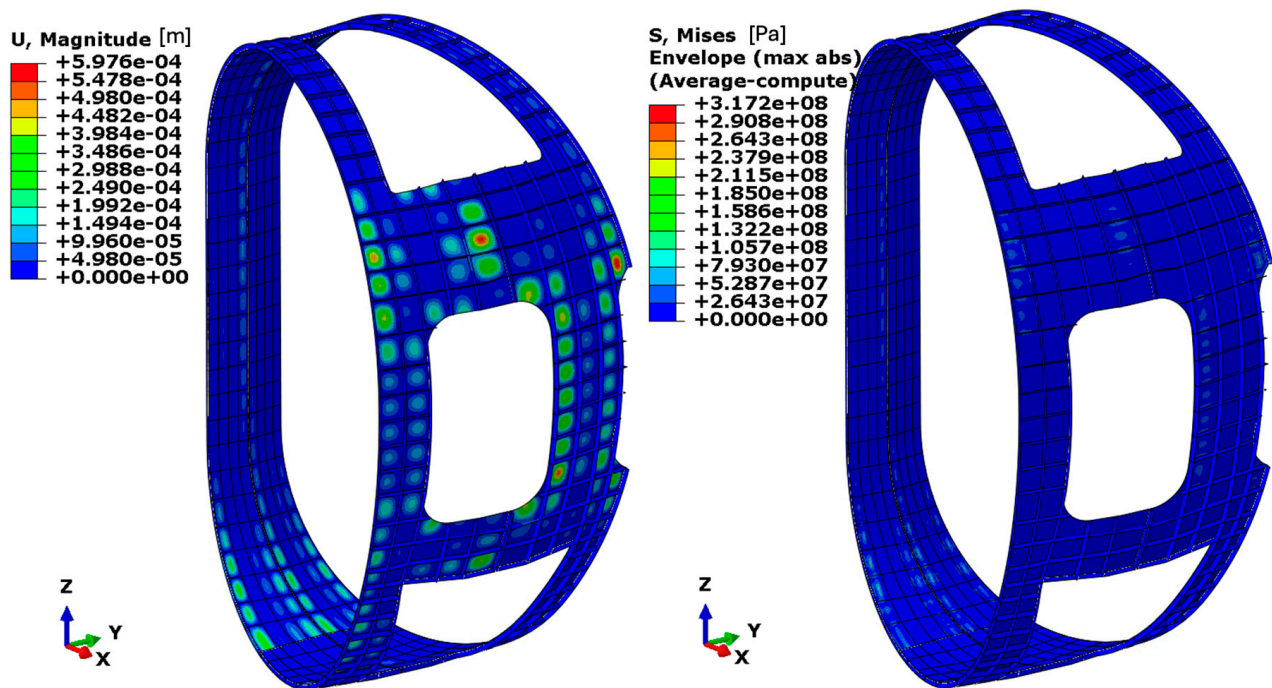 U, Magnitude [m]
+5.976e-04
+5.478e-04
+4.980e-04
+4.482e-04
+3.984e-04
+3.486e-04
+2.988e-04
+2.490e-04
+1.992e-04
+1.494e-04
+9.960e-05
+4.980e-05
+0.000e+00
Z
Y
X
S, Mises [Pa]
Envelope (max abs)
(Average-compute)
+3.172e+08
+2.908e+08
+2.643e+08
+2.379e+08
+2.115e+08
+1.850e+08
+1.586e+08
+1.322e+08
+1.057e+08
+7.930e+07
+5.287e+07
+2.643e+07
+0.000e+00
Z
Y
X